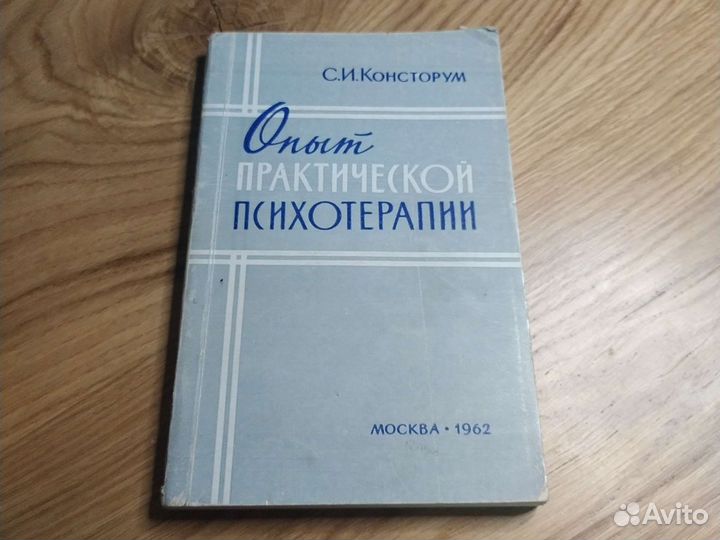 С.И.Консторум
Опыт
ПРАКТИЧЕСКОЙ
ПСИХОТЕРАПИИ
МОСКВА • 1962
Avito